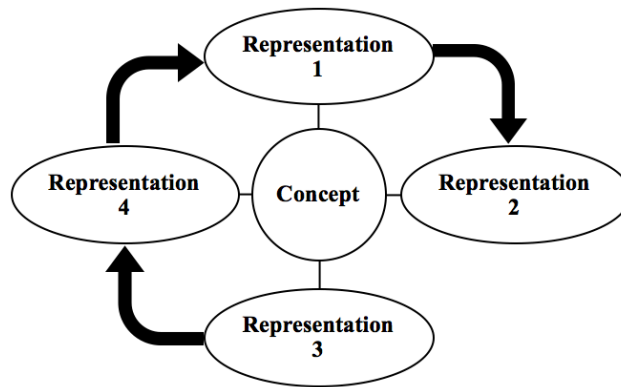 Representation
1
Representation
4
Concept
Representation
2
Representation
3